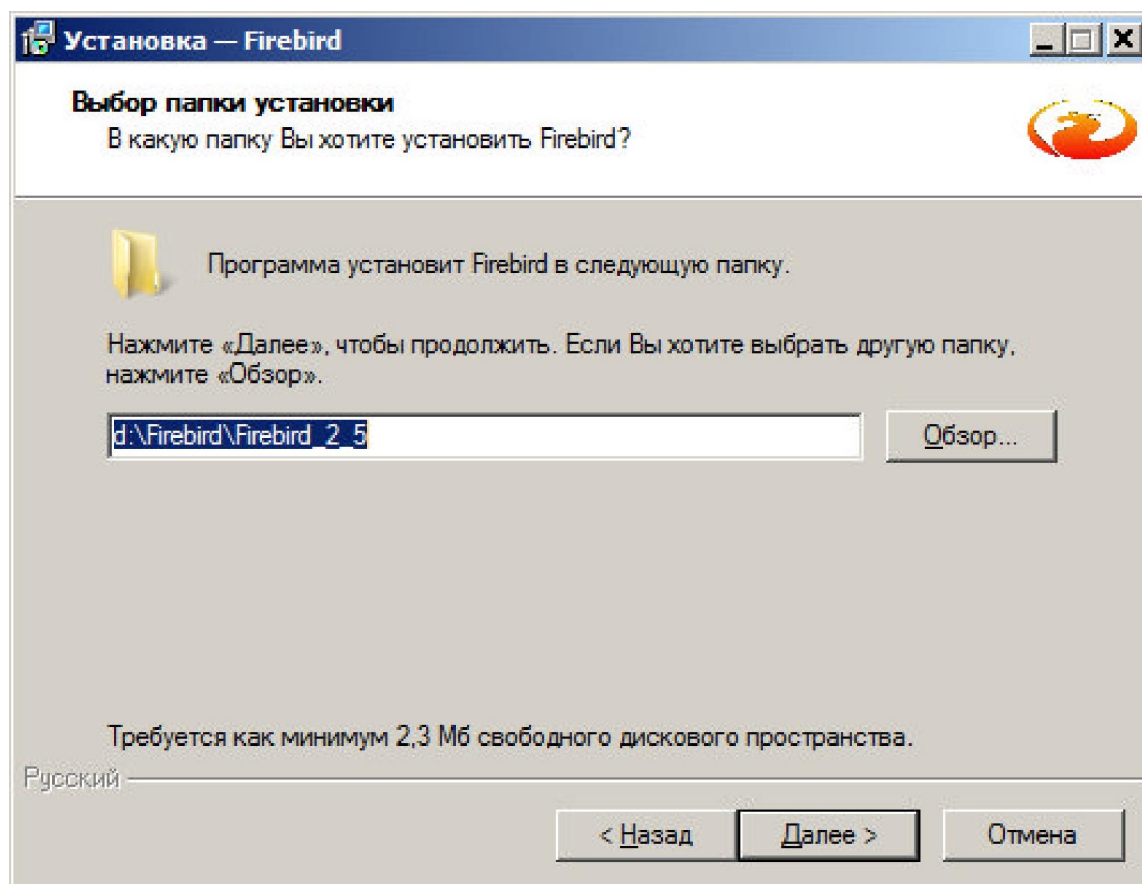 Установка — Firebird
Выбор папки установки
В какую папку Вы хотите установить Firebird?
Программа установит Firebird в следующую папку.
Нажмите «Далее», чтобы продолжить. Если Вы хотите выбрать другую папку,
нажмите «Обзор».
d:\Firebird\Firebird_2_5
Обзор...
Требуется как минимум 2,3 Мб свободного дискового пространства.
Русский
< Назад
Далее >
Отмена